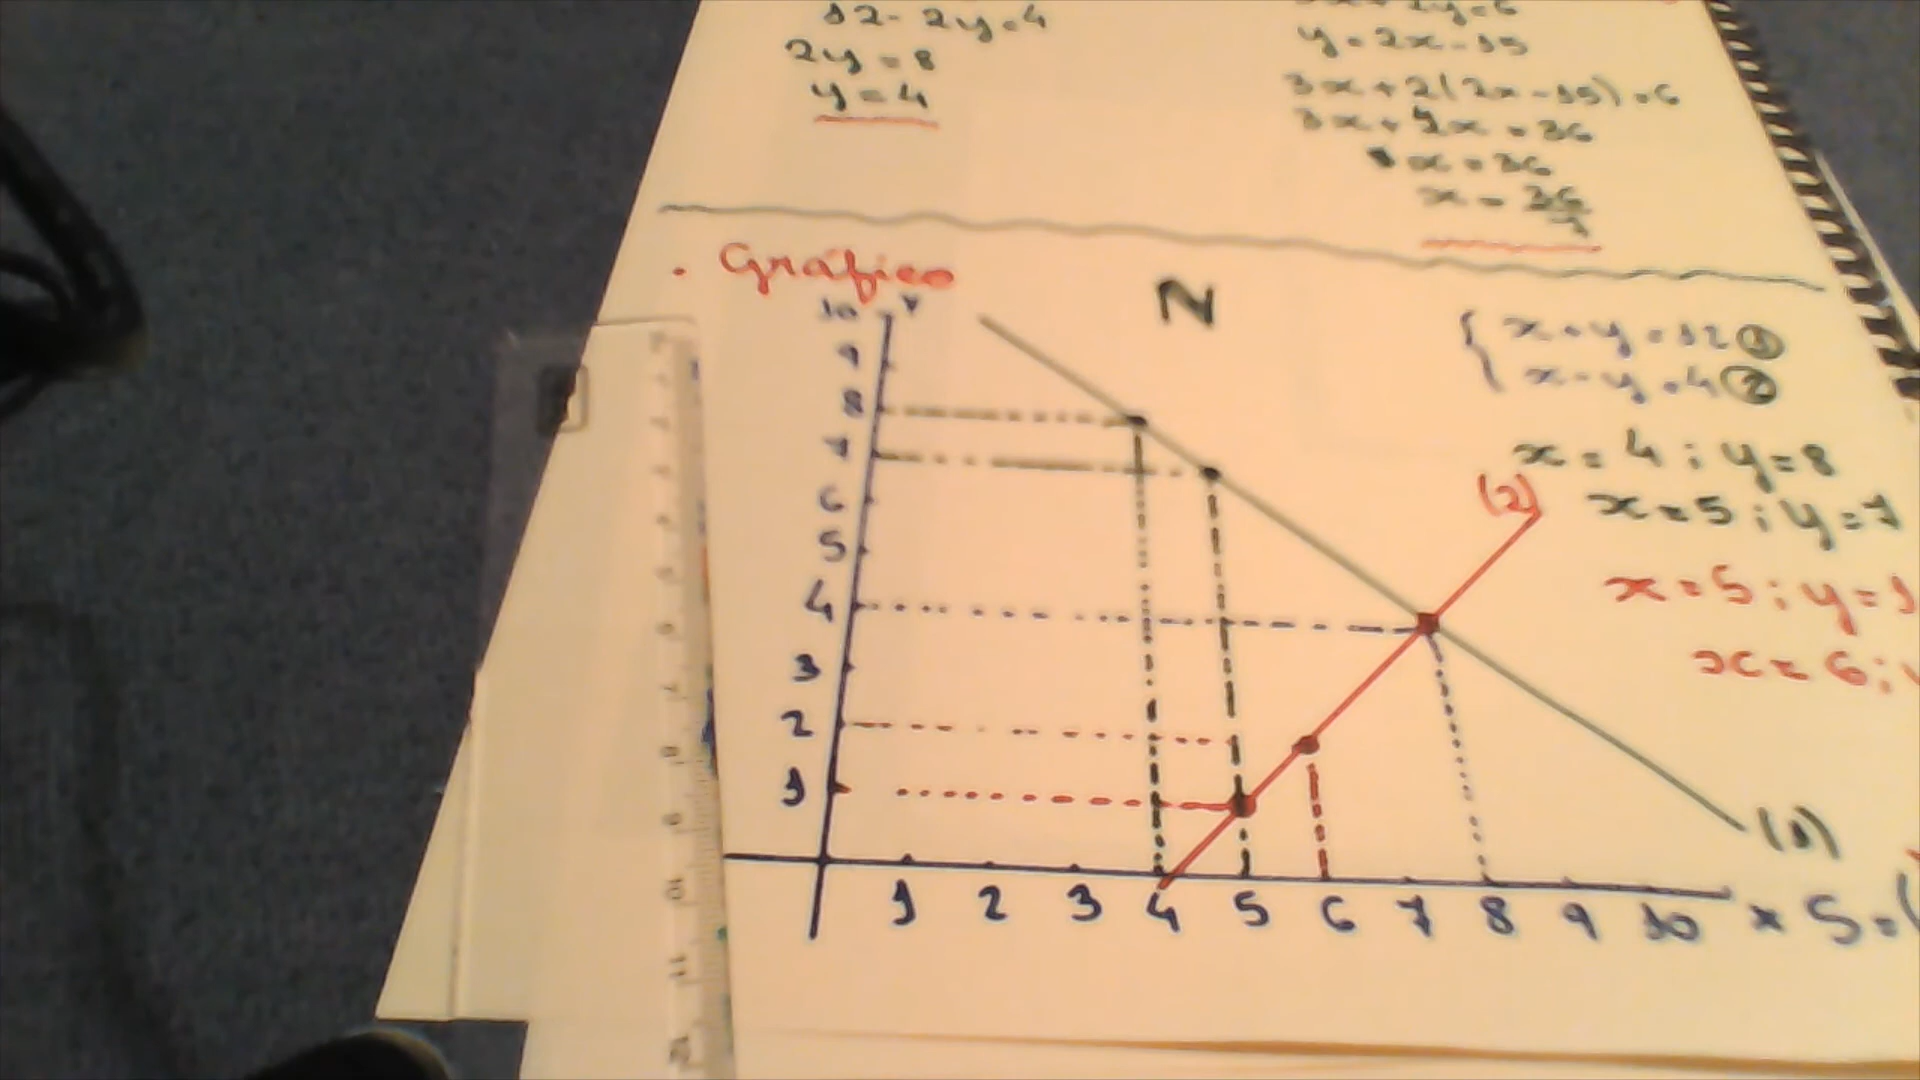 12 - 2y = 4
2y = 8
y = 4
y = 2x - 15
3x + 2(2x - 15) = 6
3x + 4x = 36
x = 36
. Gráfico
N
10 y
9
8
7
6
5
4
3
2
1
{ x + y = 12 ①
x - y = 4 ②
x = 4 ; y = 8
x = 5 ; y = 7
x = 5 ; y = 1
x = 6 ;
(2)
(1)
1 2 3 4 5 6 7 8 9 10 x
S = (